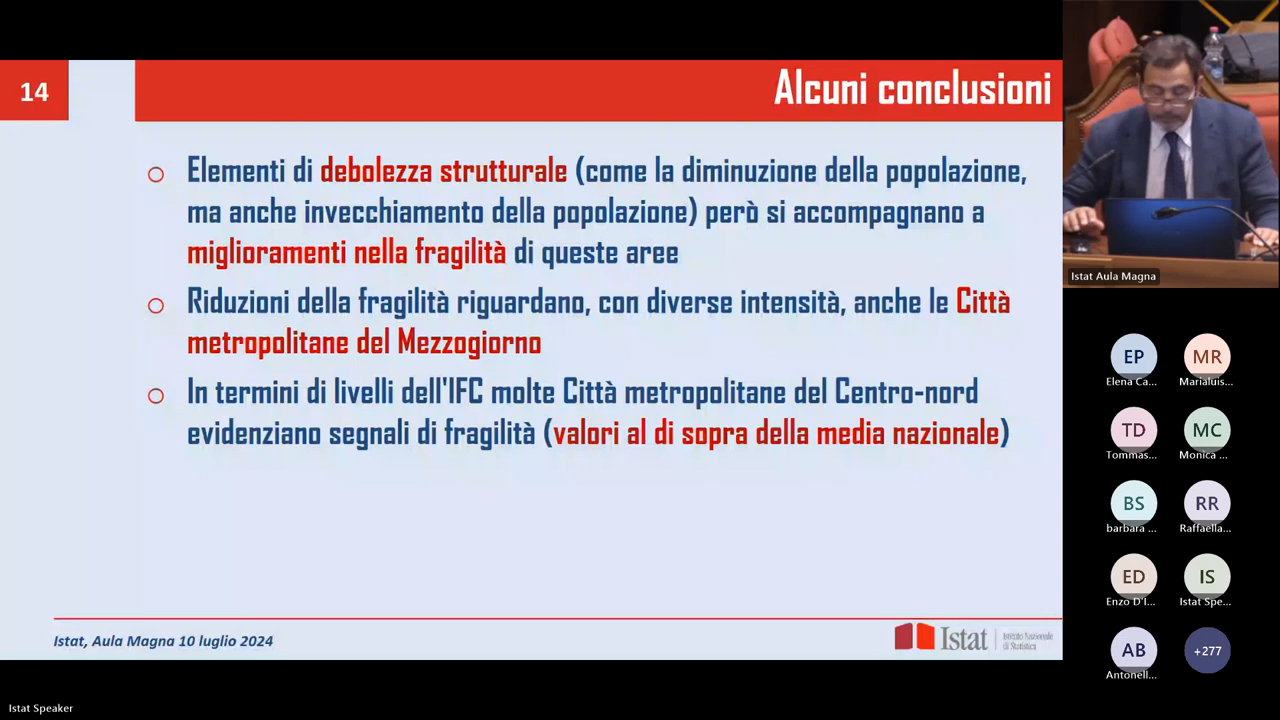 14
Alcuni conclusioni
Elementi di debolezza strutturale (come la diminuzione della popolazione,
ma anche invecchiamento della popolazione) però si accompagnano a
miglioramenti nella fragilità di queste aree
Riduzioni della fragilità riguardano, con diverse intensità, anche le Città
metropolitane del Mezzogiorno
In termini di livelli dell'IFC molte Città metropolitane del Centro-nord
evidenziano segnali di fragilità (valori al di sopra della media nazionale)
Istat, Aula Magna 10 luglio 2024
Istat
Istituto Nazionale
di Statistica
Istat Speaker
Istat Aula Magna
EP
MR
Elena Ca...
Marialuis...
TD
MC
Tommas...
Monica ...
BS
RR
barbara ...
Raffaella...
ED
IS
Enzo D'I...
Istat Spe...
AB
+277
Antonell...